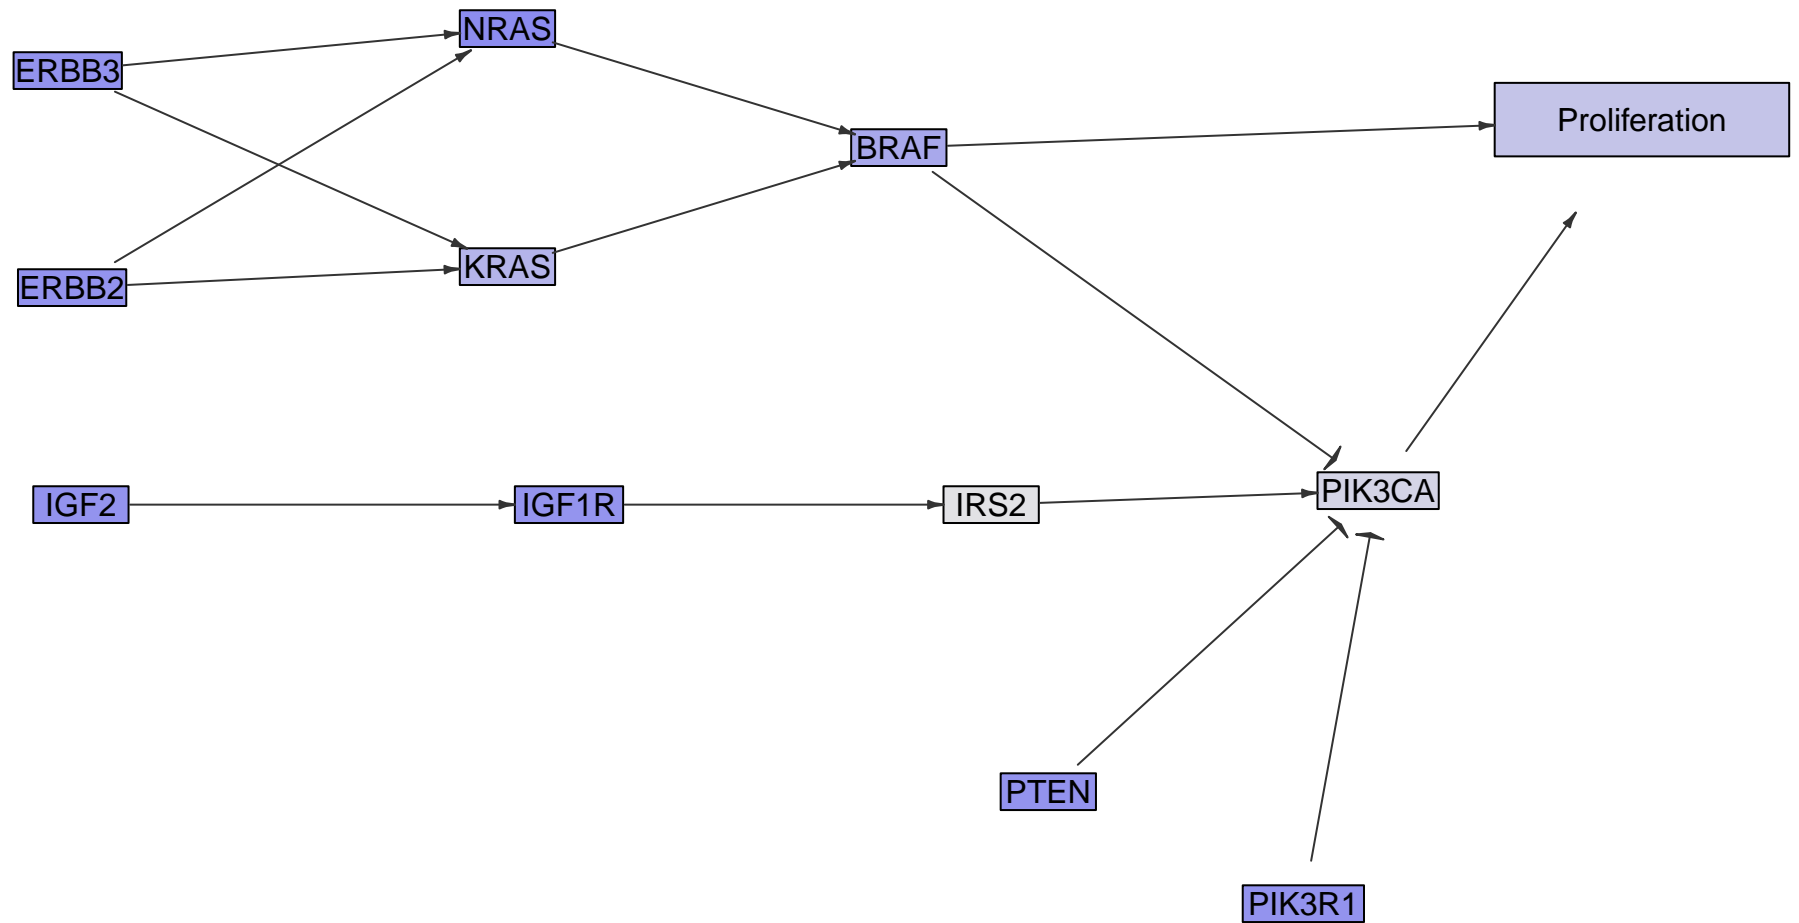 NRAS
ERBB3
Proliferation
BRAF
KRAS
ERBB2
PIK3CA
IGF2
IGF1R
IRS2
PTEN
PIK3R1